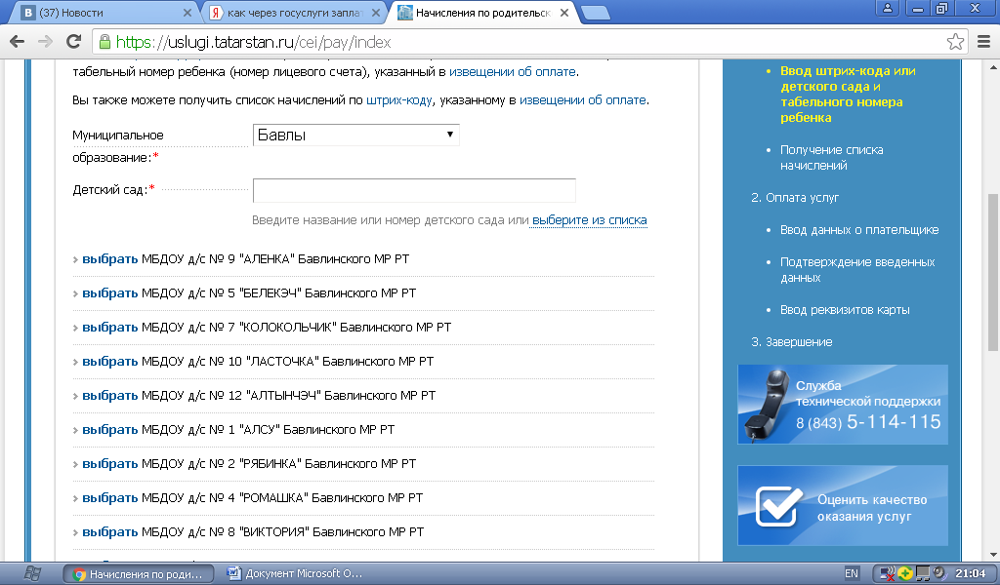 (37) Новости
как через госуслуги запла
Начисления по родительск
https://uslugi.tatarstan.ru/cei/pay/index
табельный номер ребенка (номер лицевого счета), указанный в извещении об оплате.
Вы также можете получить список начислений по штрих-коду, указанному в извещении об оплате.
Муниципальное
образование:*
Бавлы
Детский сад:*
Введите название или номер детского сада или выберите из списка
выбрать МБДОУ д/с № 9 "АЛЕНКА" Бавлинского МР РТ
выбрать МБДОУ д/с № 5 "БЕЛЕКЭЧ" Бавлинского МР РТ
выбрать МБДОУ д/с № 7 "КОЛОКОЛЬЧИК" Бавлинского МР РТ
выбрать МБДОУ д/с № 10 "ЛАСТОЧКА" Бавлинского МР РТ
выбрать МБДОУ д/с № 12 "АЛТЫНЧЭЧ" Бавлинского МР РТ
выбрать МБДОУ д/с № 1 "АЛСУ" Бавлинского МР РТ
выбрать МБДОУ д/с № 2 "РЯБИНКА" Бавлинского МР РТ
выбрать МБДОУ д/с № 4 "РОМАШКА" Бавлинского МР РТ
выбрать МБДОУ д/с № 8 "ВИКТОРИЯ" Бавлинского МР РТ
Ввод штрих-кода или
детского сада и
табельного номера
ребенка
Получение списка
начислений
2. Оплата услуг
Ввод данных о плательщике
Подтверждение введенных
данных
Ввод реквизитов карты
3. Завершение
Служба
технической поддержки
8 (843) 5-114-115
Оценить качество
оказания услуг
Начисления по роди...
Документ Microsoft O...
EN
21:04